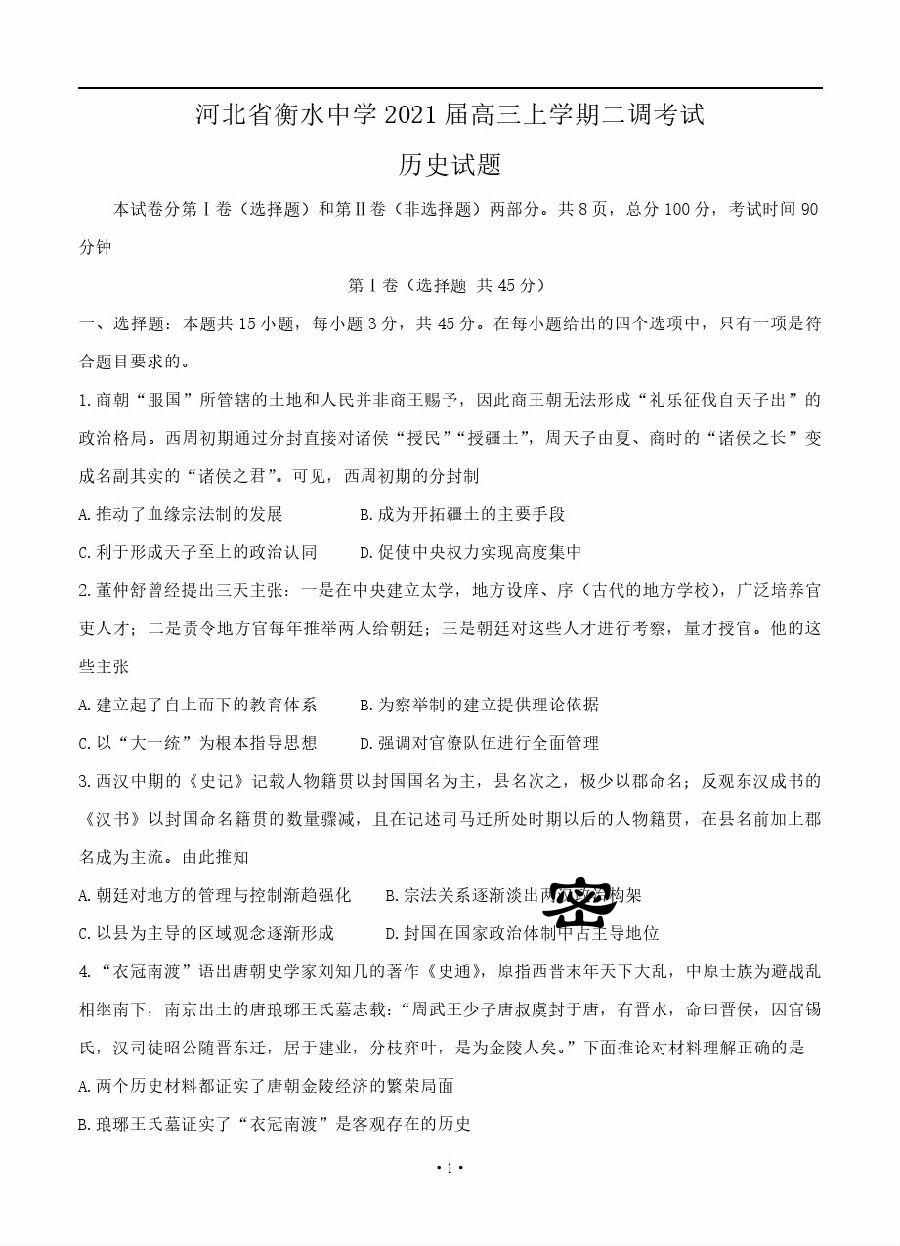 河北省衡水中学2021届高三上学期二调考试
历史试题
本试卷分第Ⅰ卷（选择题）和第Ⅱ卷（非选择题）两部分。共8页，总分100分，考试时间90
分钟
第Ⅰ卷（选择题 共45分）
一、选择题：本题共15小题，每小题3分，共45分。在每小题给出的四个选项中，只有一项是符
合题目要求的。
1.商朝“服国”所管辖的土地和人民并非商王赐予，因此商王朝无法形成“礼乐征伐自天子出”的
政治格局。西周初期通过分封直接对诸侯“授民”“授疆土”，周天子由夏、商时的“诸侯之长”变
成名副其实的“诸侯之君”。可见，西周初期的分封制
A.推动了血缘宗法制的发展 B.成为开拓疆土的主要手段
C.利于形成天子至上的政治认同 D.促使中央权力实现高度集中
2.董仲舒曾经提出三天主张：一是在中央建立太学，地方设庠、序（古代的地方学校），广泛培养官
吏人才；二是责令地方官每年推举两人给朝廷；三是朝廷对这些人才进行考察，量才授官。他的这
些主张
A.建立起了自上而下的教育体系 B.为察举制的建立提供理论依据
C.以“大一统”为根本指导思想 D.强调对官僚队伍进行全面管理
3.西汉中期的《史记》记载人物籍贯以封国国名为主，县名次之，极少以郡命名；反观东汉成书的
《汉书》以封国命名籍贯的数量骤减，且在记述司马迁所处时期以后的人物籍贯，在县名前加上郡
名成为主流。由此推知
A.朝廷对地方的管理与控制渐趋强化 B.宗法关系逐渐淡出两汉政治构架
C.以县为主导的区域观念逐渐形成 D.封国在国家政治体制中占主导地位
4.“衣冠南渡”语出唐朝史学家刘知几的著作《史通》，原指西晋末年天下大乱，中原士族为避战乱
相继南下。南京出土的唐琅琊王氏墓志载：“周武王少子唐叔虞封于唐，有晋水，命曰晋侯，因官锡
氏，汉司徒昭公随晋东迁，居于建业，分枝弈叶，是为金陵人矣。”下面推论对材料理解正确的是
A.两个历史材料都证实了唐朝金陵经济的繁荣局面
B.琅琊王氏墓证实了“衣冠南渡”是客观存在的历史
•1•
密